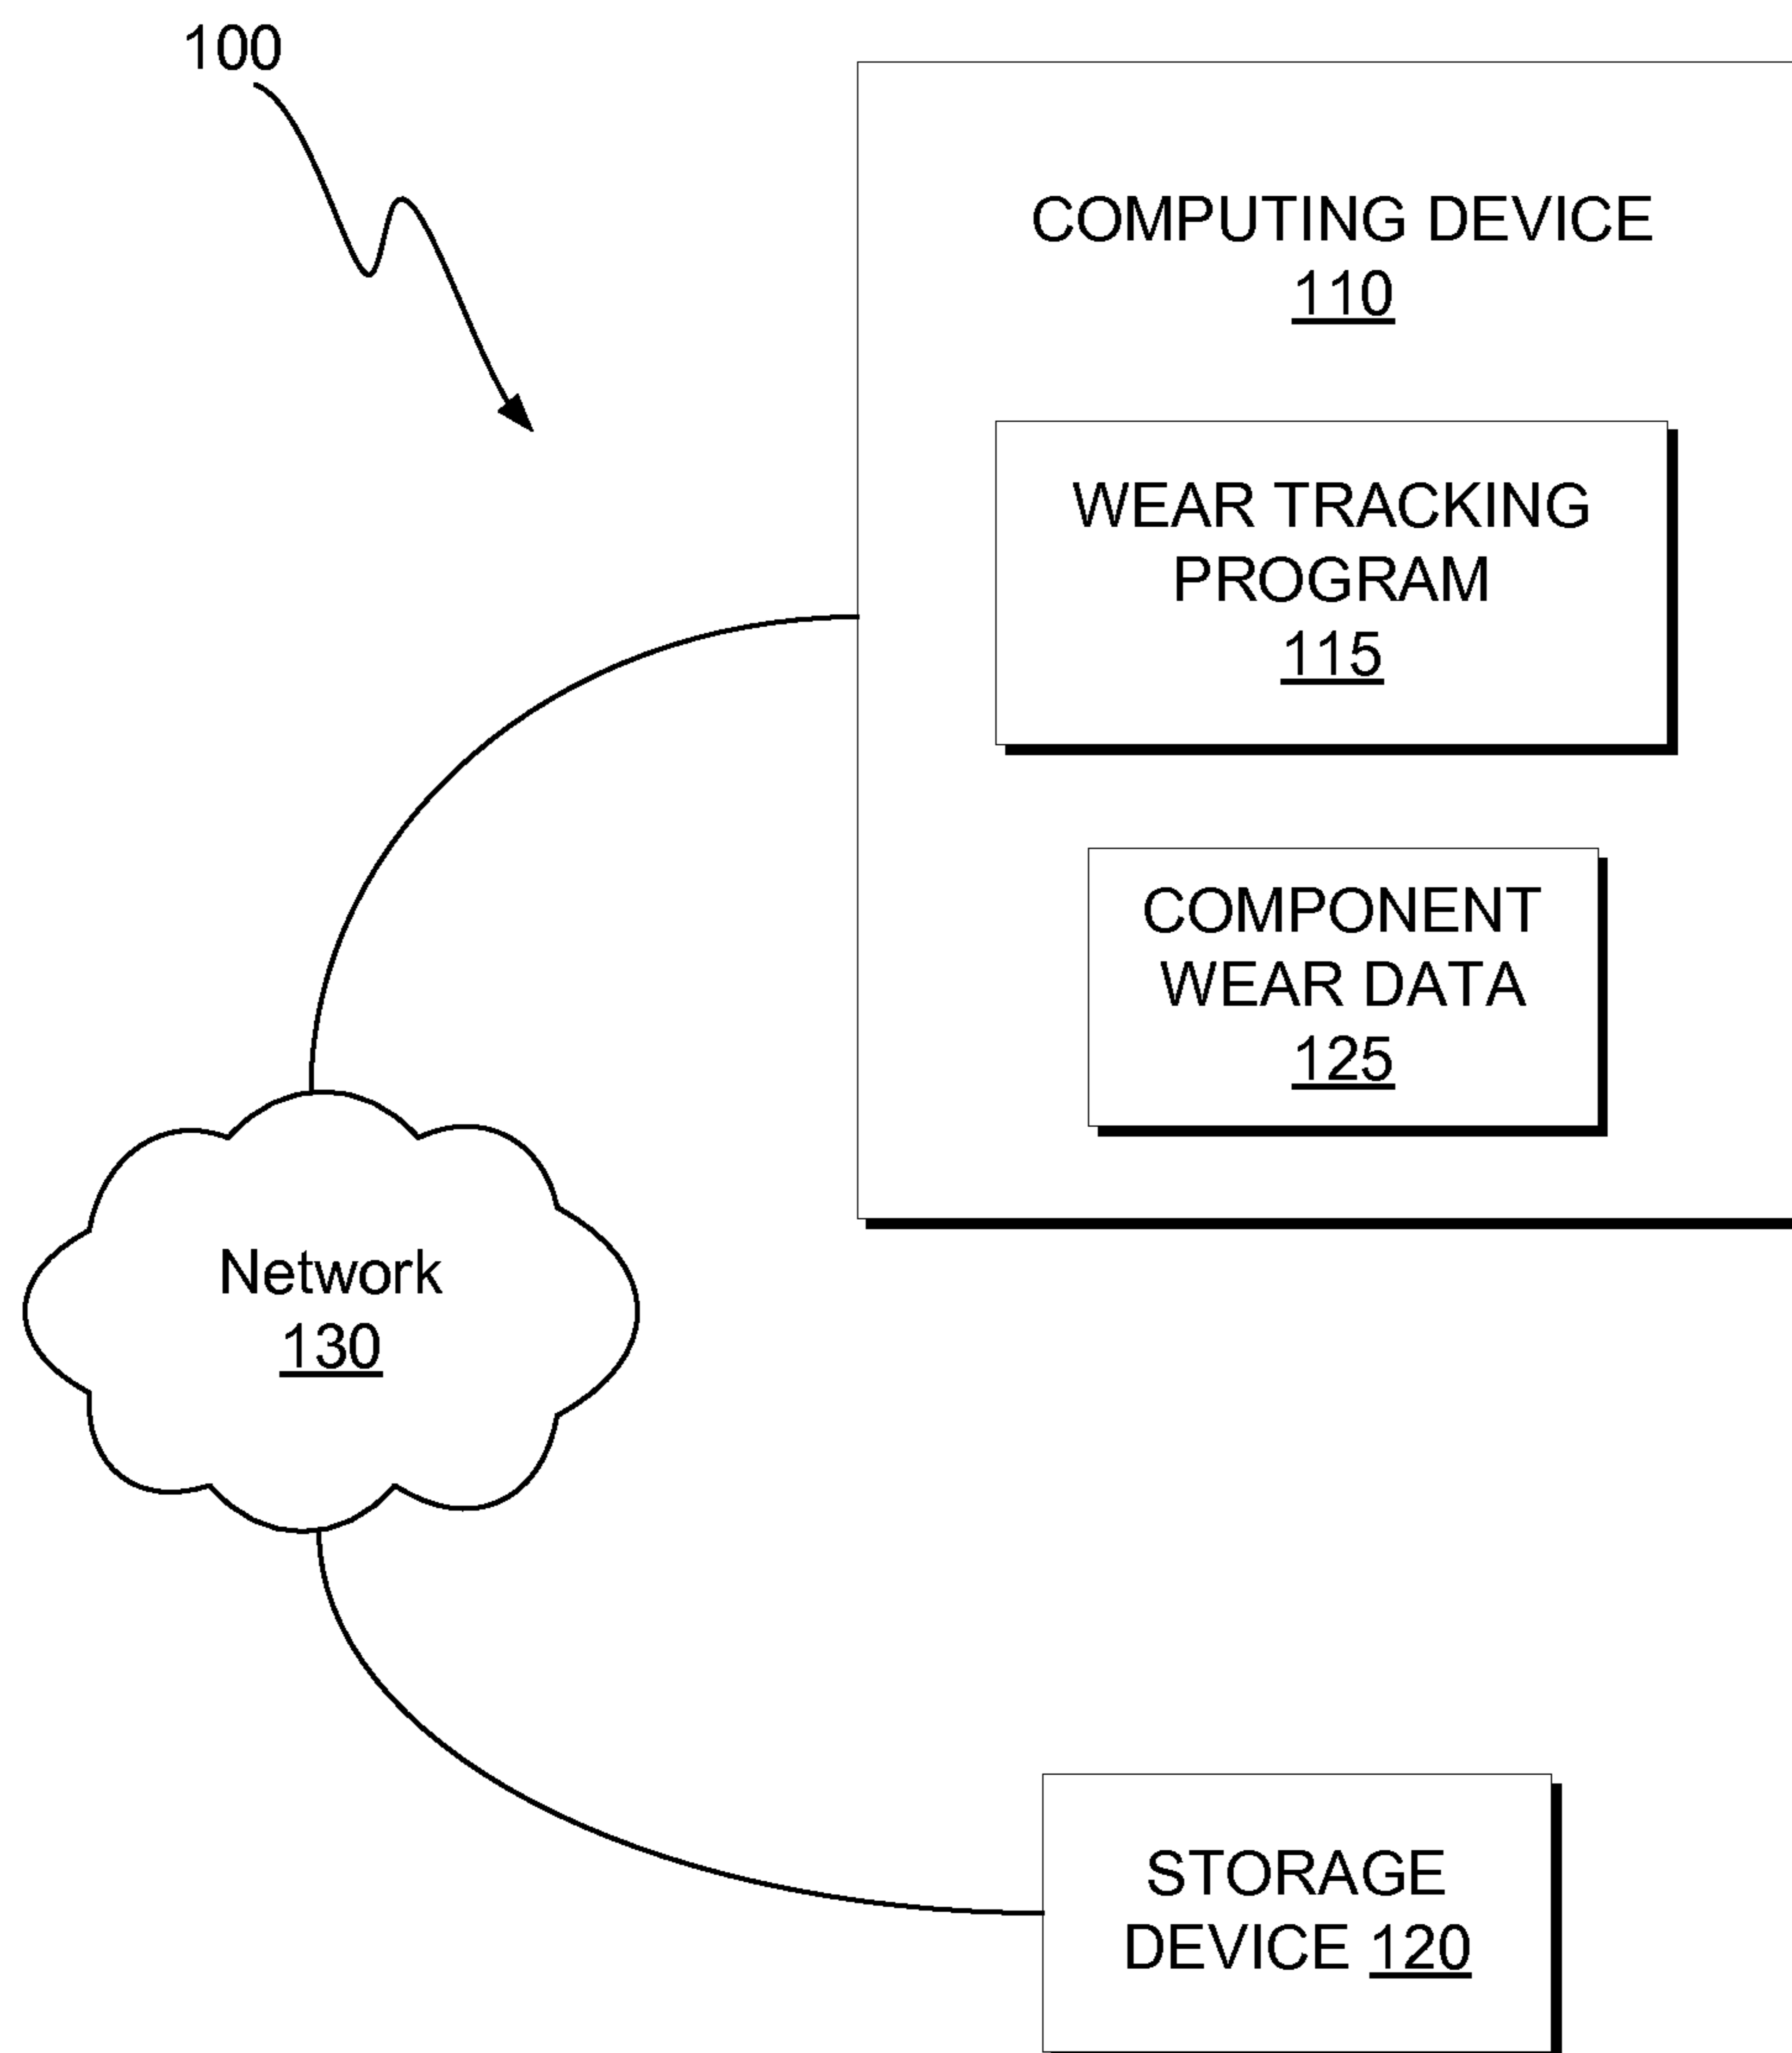 100
COMPUTING DEVICE
110
WEAR TRACKING
PROGRAM
115
COMPONENT
WEAR DATA
125
Network
130
STORAGE
DEVICE 120